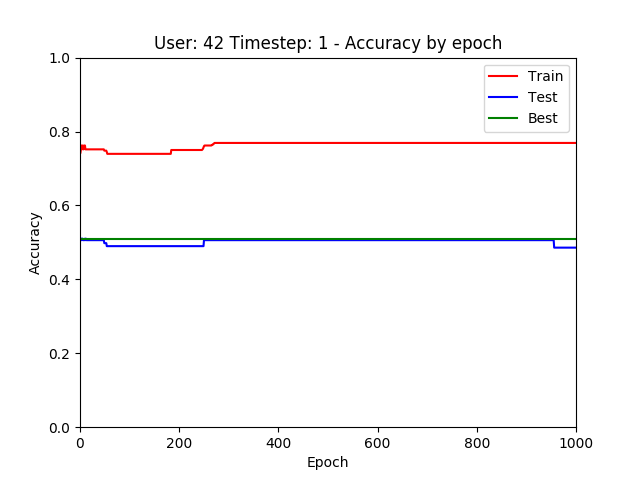 User: 42 Timestep: 1 - Accuracy by epoch
1.0
0.8
0.6
0.4
0.2
0.0
Accuracy
Train
Test
Best
0 200 400 600 800 1000
Epoch